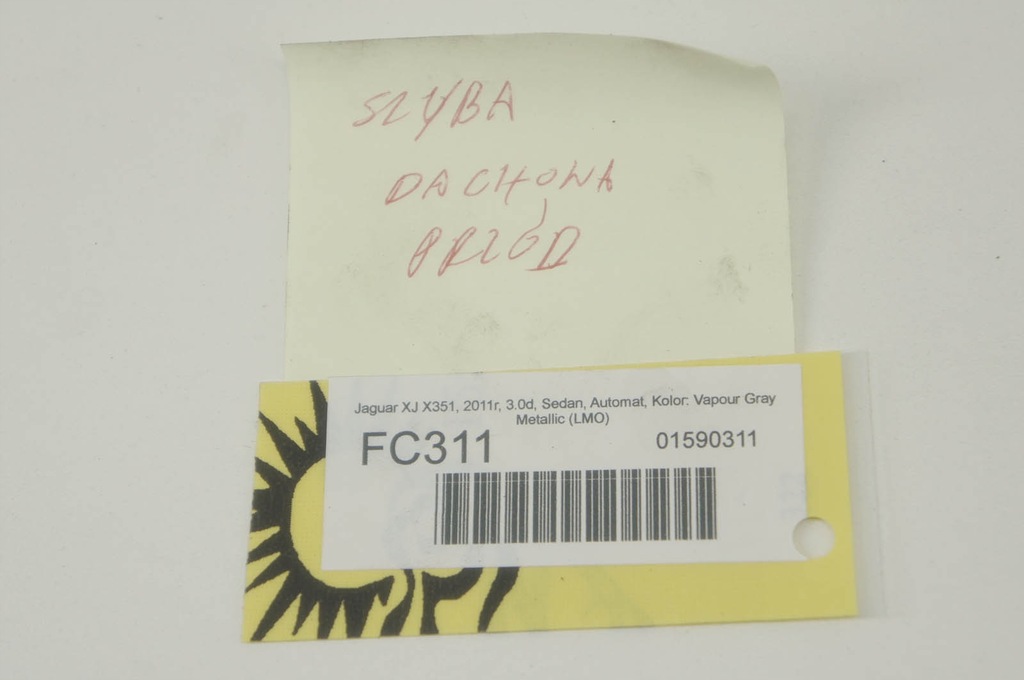 SZYBA
DACHOWA
PRZÓD
Jaguar XJ X351, 2011r, 3.0d, Sedan, Automat, Kolor: Vapour Gray
Metallic (LMO)
FC311
01590311